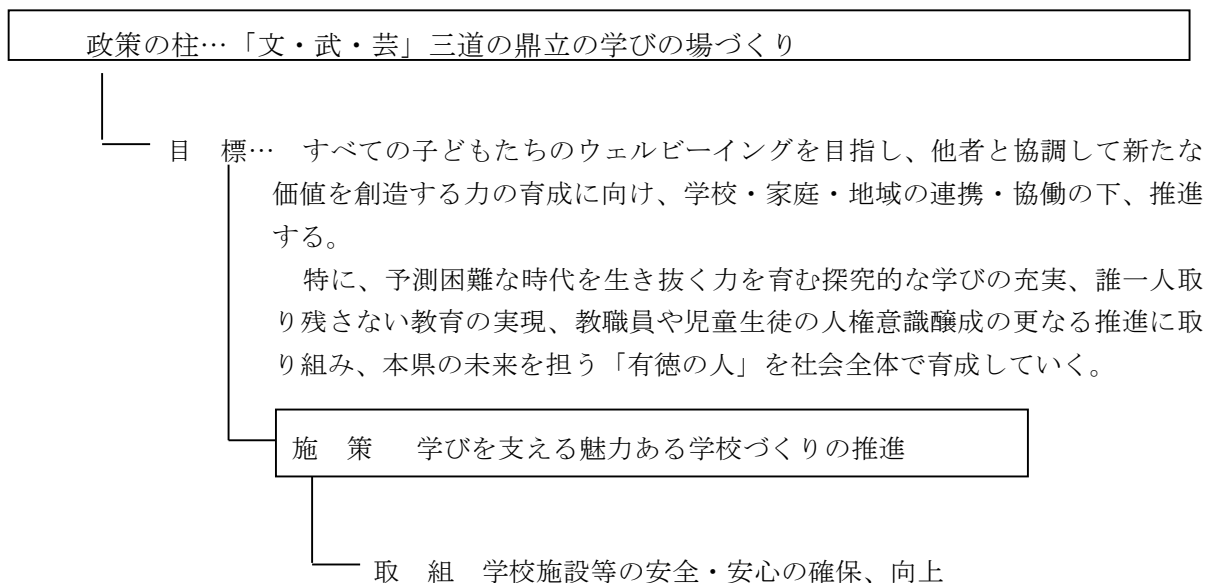 政策の柱…「文・武・芸」三道の鼎立の学びの場づくり
目　標…　すべての子どもたちのウェルビーイングを目指し、他者と協調して新たな
価値を創造する力の育成に向け、学校・家庭・地域の連携・協働の下、推進
する。
特に、予測困難な時代を生き抜く力を育む探究的な学びの充実、誰一人取
り残さない教育の実現、教職員や児童生徒の人権意識醸成の更なる推進に取
り組み、本県の未来を担う「有徳の人」を社会全体で育成していく。
施　策　　学びを支える魅力ある学校づくりの推進
取　組　学校施設等の安全・安心の確保、向上